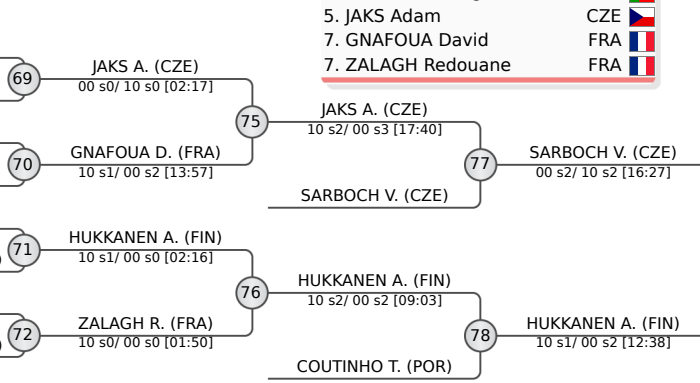 5. JAKS Adam CZE
7. GNAFOUA David FRA
7. ZALAGH Redouane FRA
69
JAKS A. (CZE)
00 s0/ 10 s0 [02:17]
75
JAKS A. (CZE)
10 s2/ 00 s3 [17:40]
70
GNAFOUA D. (FRA)
10 s1/ 00 s2 [13:57]
77
SARBOCH V. (CZE)
00 s2/ 10 s2 [16:27]
SARBOCH V. (CZE)
71
HUKKANEN A. (FIN)
10 s1/ 00 s0 [02:16]
76
HUKKANEN A. (FIN)
10 s2/ 00 s2 [09:03]
72
ZALAGH R. (FRA)
10 s0/ 00 s0 [01:50]
78
HUKKANEN A. (FIN)
10 s1/ 00 s2 [12:38]
COUTINHO T. (POR)